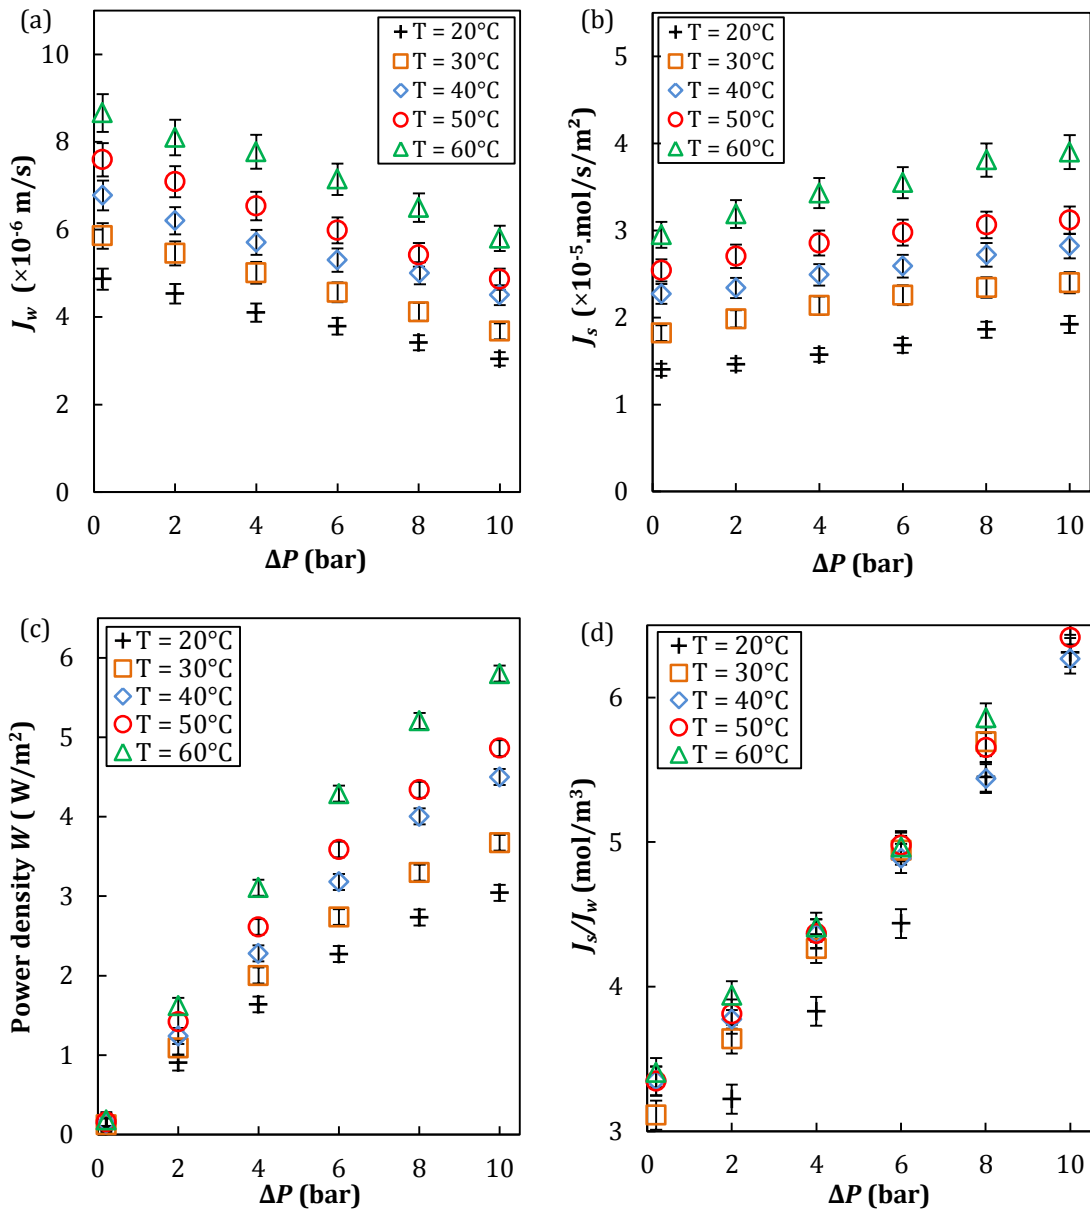 (a)
10
8
6
4
2
0
J_w (×10⁻⁶ m/s)
T = 20°C
T = 30°C
T = 40°C
T = 50°C
T = 60°C
0 2 4 6 8 10
ΔP (bar)
(b)
5
4
3
2
1
0
J_s (×10⁻⁵.mol/s/m²)
T = 20°C
T = 30°C
T = 40°C
T = 50°C
T = 60°C
0 2 4 6 8 10
ΔP (bar)
(c)
6
5
4
3
2
1
0
Power density W ( W/m²)
T = 20°C
T = 30°C
T = 40°C
T = 50°C
T = 60°C
0 2 4 6 8 10
ΔP (bar)
(d)
6
5
4
3
J_s/J_w (mol/m³)
T = 20°C
T = 30°C
T = 40°C
T = 50°C
T = 60°C
0 2 4 6 8 10
ΔP (bar)